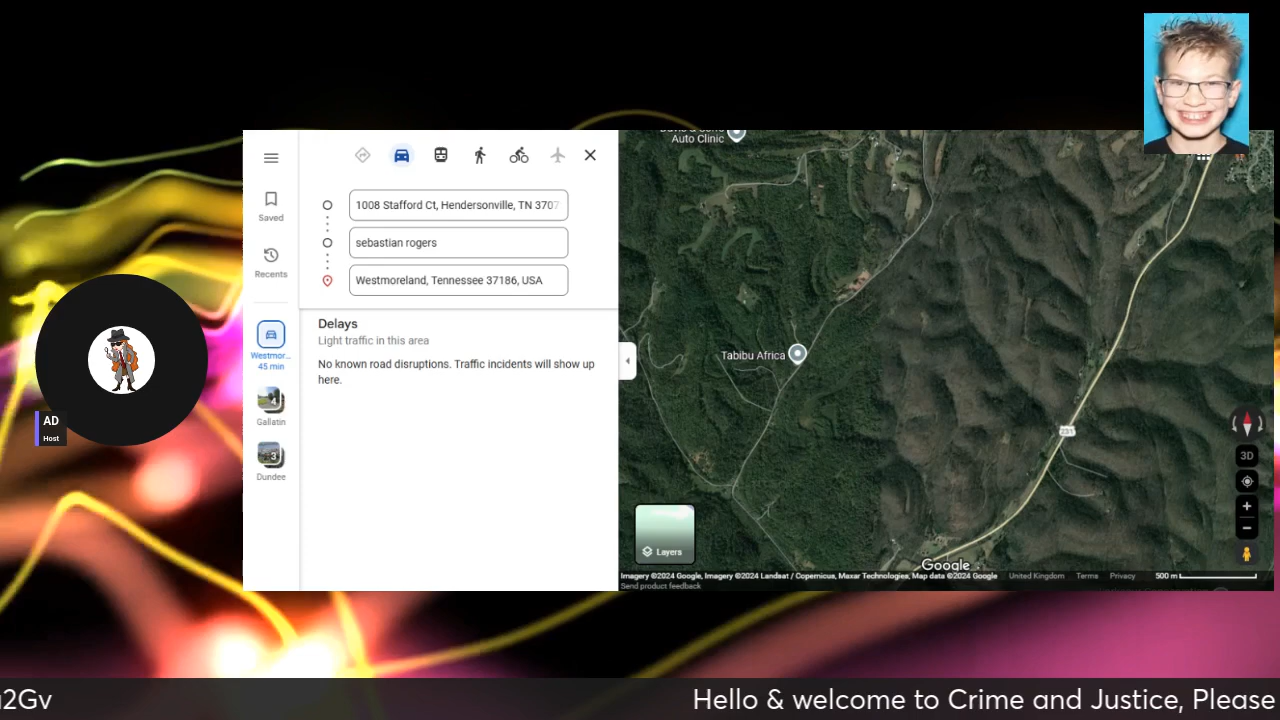 Saved
Recents
Westmor...
45 min
4
Gallatin
3
Dundee
1008 Stafford Ct, Hendersonville, TN 3707
sebastian rogers
Westmoreland, Tennessee 37186, USA
Delays
Light traffic in this area
No known road disruptions. Traffic incidents will show up
here.
Auto Clinic
Tabibu Africa
231
3D
Layers
Google
Imagery ©2024 Google, Imagery ©2024 Landsat / Copernicus, Maxar Technologies, Map data ©2024 Google United Kingdom Terms Privacy 500 m
Send product feedback
AD
Host
2Gv
Hello & welcome to Crime and Justice, Please